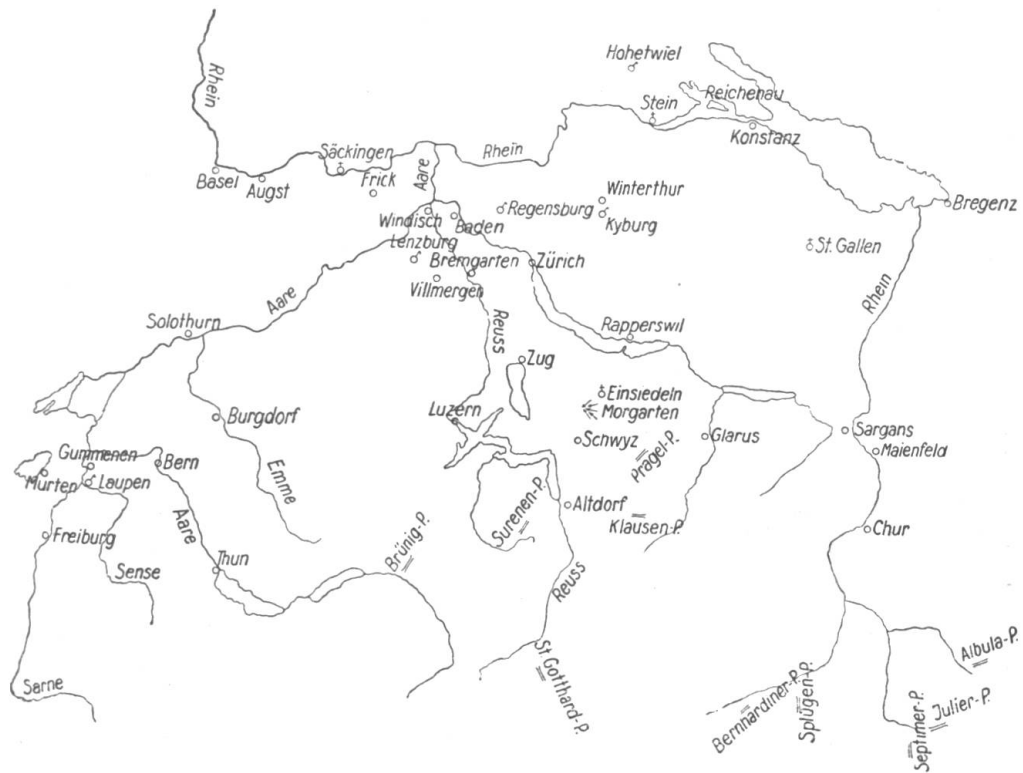 Hohetwiel
Rhein
Reichenau
Stein
Konstanz
Säckingen
Rhein
Basel
Augst
Frick
Aare
Winterthur
Regensburg
Kyburg
Bregenz
Windisch
Baden
Lenzburg
St. Gallen
Bremgarten
Zürich
Villmergen
Aare
Rhein
Solothurn
Reuss
Rapperswil
Zug
Einsiedeln
Morgarten
Burgdorf
Luzern
Schwyz
Glarus
Sargans
Maienfeld
Pragel-P.
Gummenen
Bern
Murten
Laupen
Emme
Surenen-P.
Altdorf
Klausen-P.
Freiburg
Aare
Brünig-P.
Chur
Sense
Thun
Reuss
Sarne
St. Gotthard-P.
Albula-P.
Bernhardiner-P.
Splügen-P.
Septimer-P.
Julier-P.